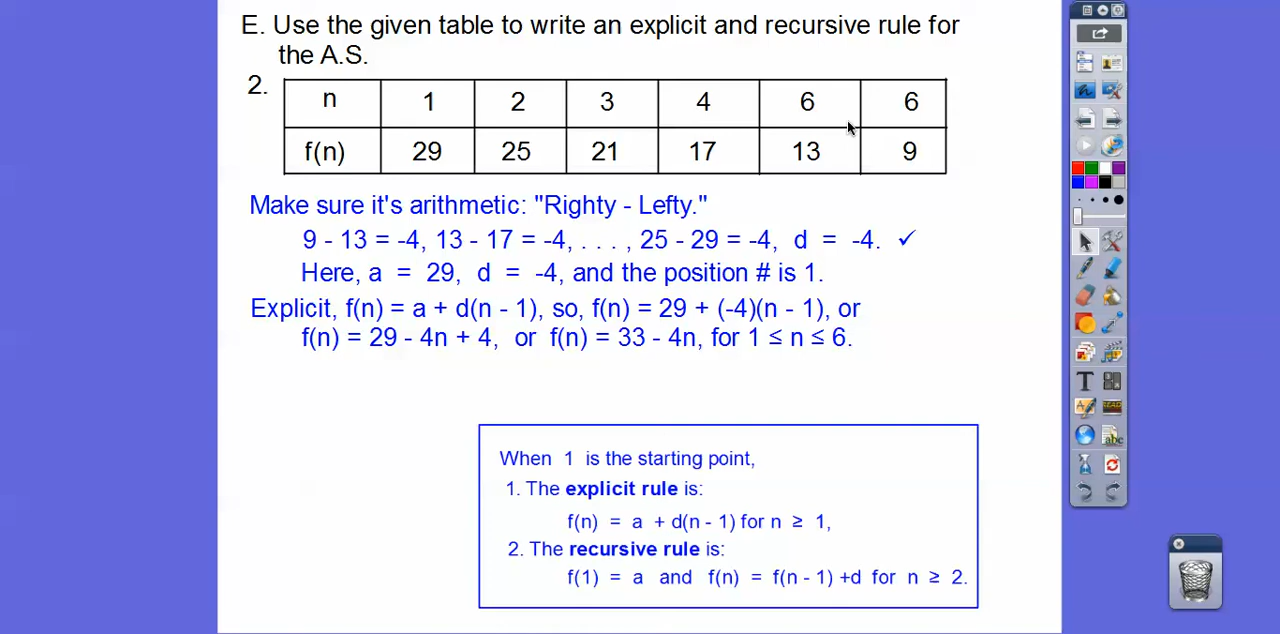 E. Use the given table to write an explicit and recursive rule for
the A.S.
2.
n 1 2 3 4 6 6
f(n) 29 25 21 17 13 9
Make sure it's arithmetic: "Righty - Lefty."
9 - 13 = -4, 13 - 17 = -4, . . . , 25 - 29 = -4, d = -4. ✓
Here, a = 29, d = -4, and the position # is 1.
Explicit, f(n) = a + d(n - 1), so, f(n) = 29 + (-4)(n - 1), or
f(n) = 29 - 4n + 4, or f(n) = 33 - 4n, for 1 ≤ n ≤ 6.
When 1 is the starting point,
1. The explicit rule is:
f(n) = a + d(n - 1) for n ≥ 1,
2. The recursive rule is:
f(1) = a and f(n) = f(n - 1) +d for n ≥ 2.